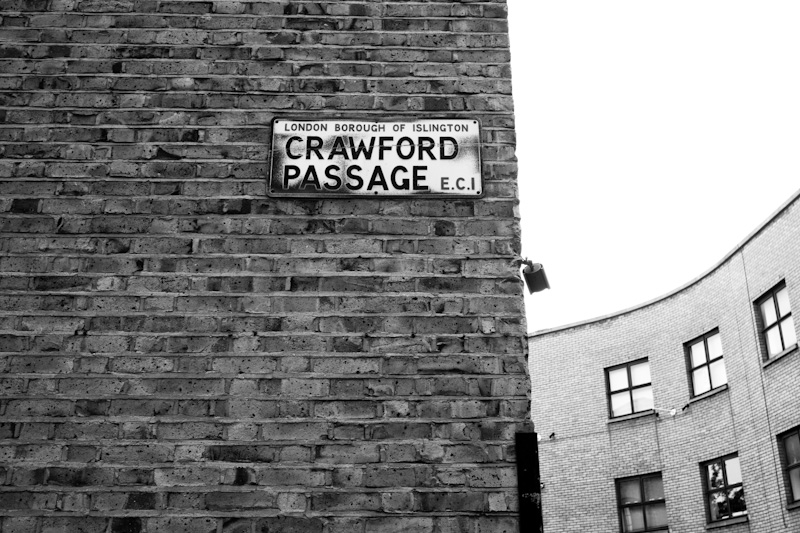 LONDON BOROUGH OF ISLINGTON
CRAWFORD
PASSAGE E.C.1